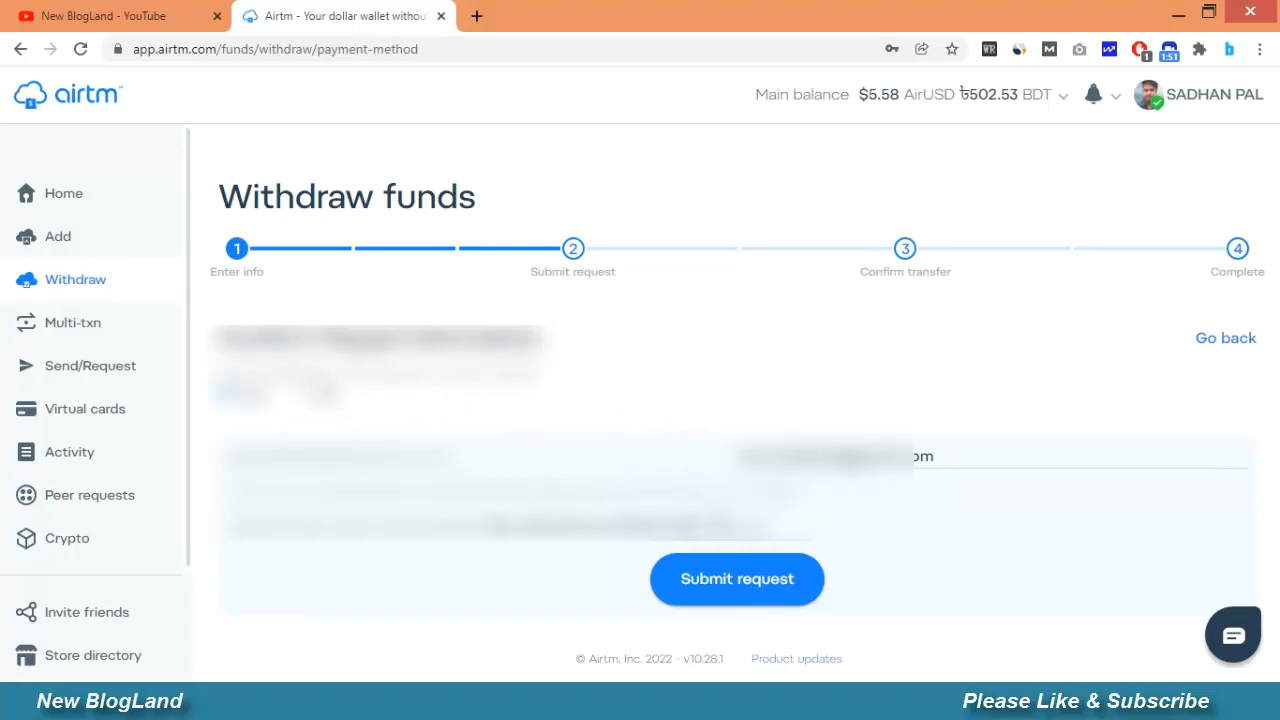 New BlogLand - YouTube
Airtm - Your dollar wallet withou
app.airtm.com/funds/withdraw/payment-method
1
1:51
airtm
Main balance $5.58 AirUSD ৳502.53 BDT
SADHAN PAL
Home
Add
Withdraw
Multi-txn
Send/Request
Virtual cards
Activity
Peer requests
Crypto
Invite friends
Store directory
Withdraw funds
1
2
3
4
Enter info
Submit request
Confirm transfer
Complete
Go back
om
Submit request
© Airtm, Inc. 2022 - v10.28.1
Product updates
New BlogLand
Please Like & Subscribe